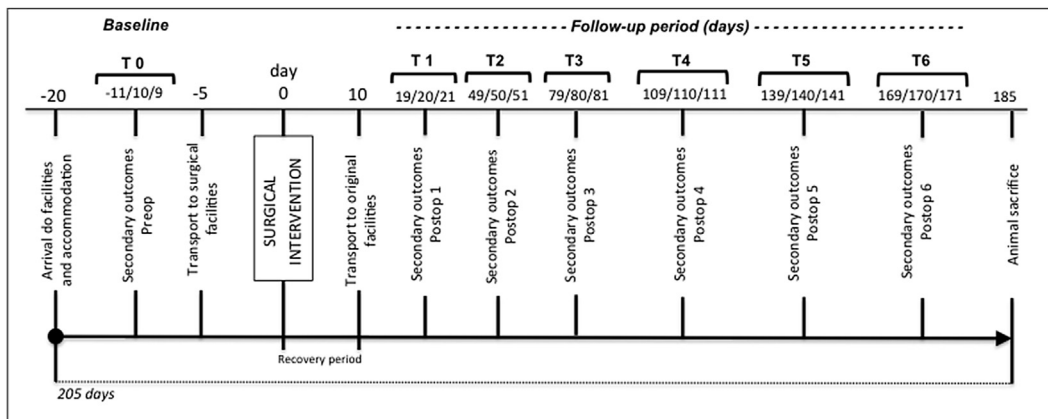 Baseline
Follow-up period (days)
T 0
day
T 1
T2
T3
T4
T5
T6
-20
-11/10/9
-5
0
10
19/20/21
49/50/51
79/80/81
109/110/111
139/140/141
169/170/171
185
Arrival do facilities
and accommodation
Secondary outcomes
Preop
Transport to surgical
facilities
SURGICAL
INTERVENTION
Transport to original
facilities
Secondary outcomes
Postop 1
Secondary outcomes
Postop 2
Secondary outcomes
Postop 3
Secondary outcomes
Postop 4
Secondary outcomes
Postop 5
Secondary outcomes
Postop 6
Animal sacrifice
Recovery period
205 days